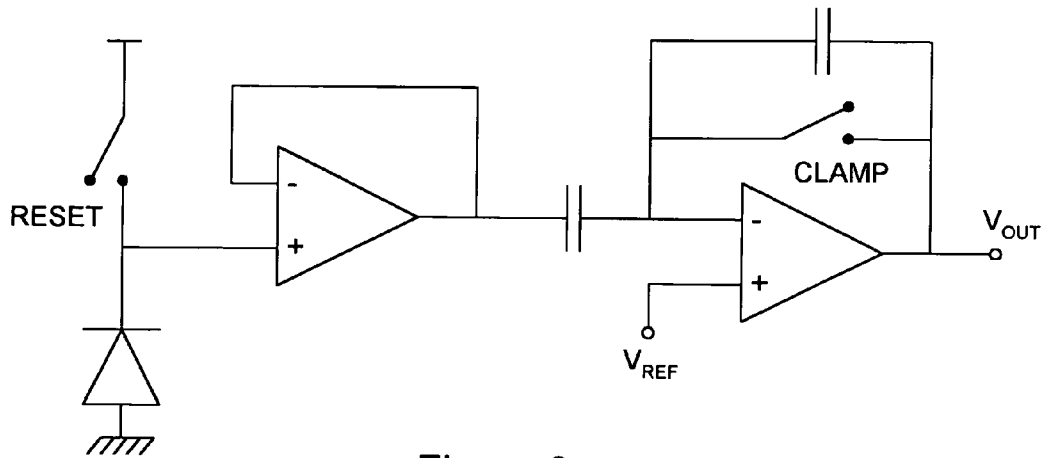 RESET
-
+
CLAMP
-
+
V_OUT
V_REF